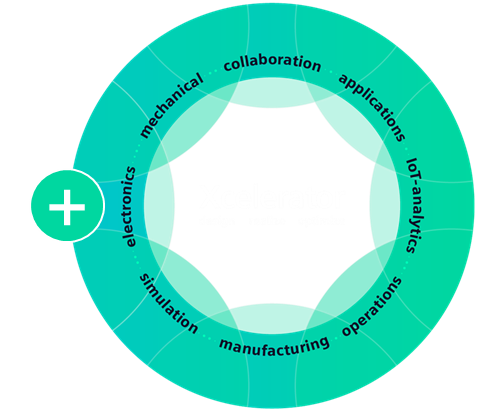 collaboration
applications
IoT-analytics
operations
manufacturing
simulation
electronics
mechanical